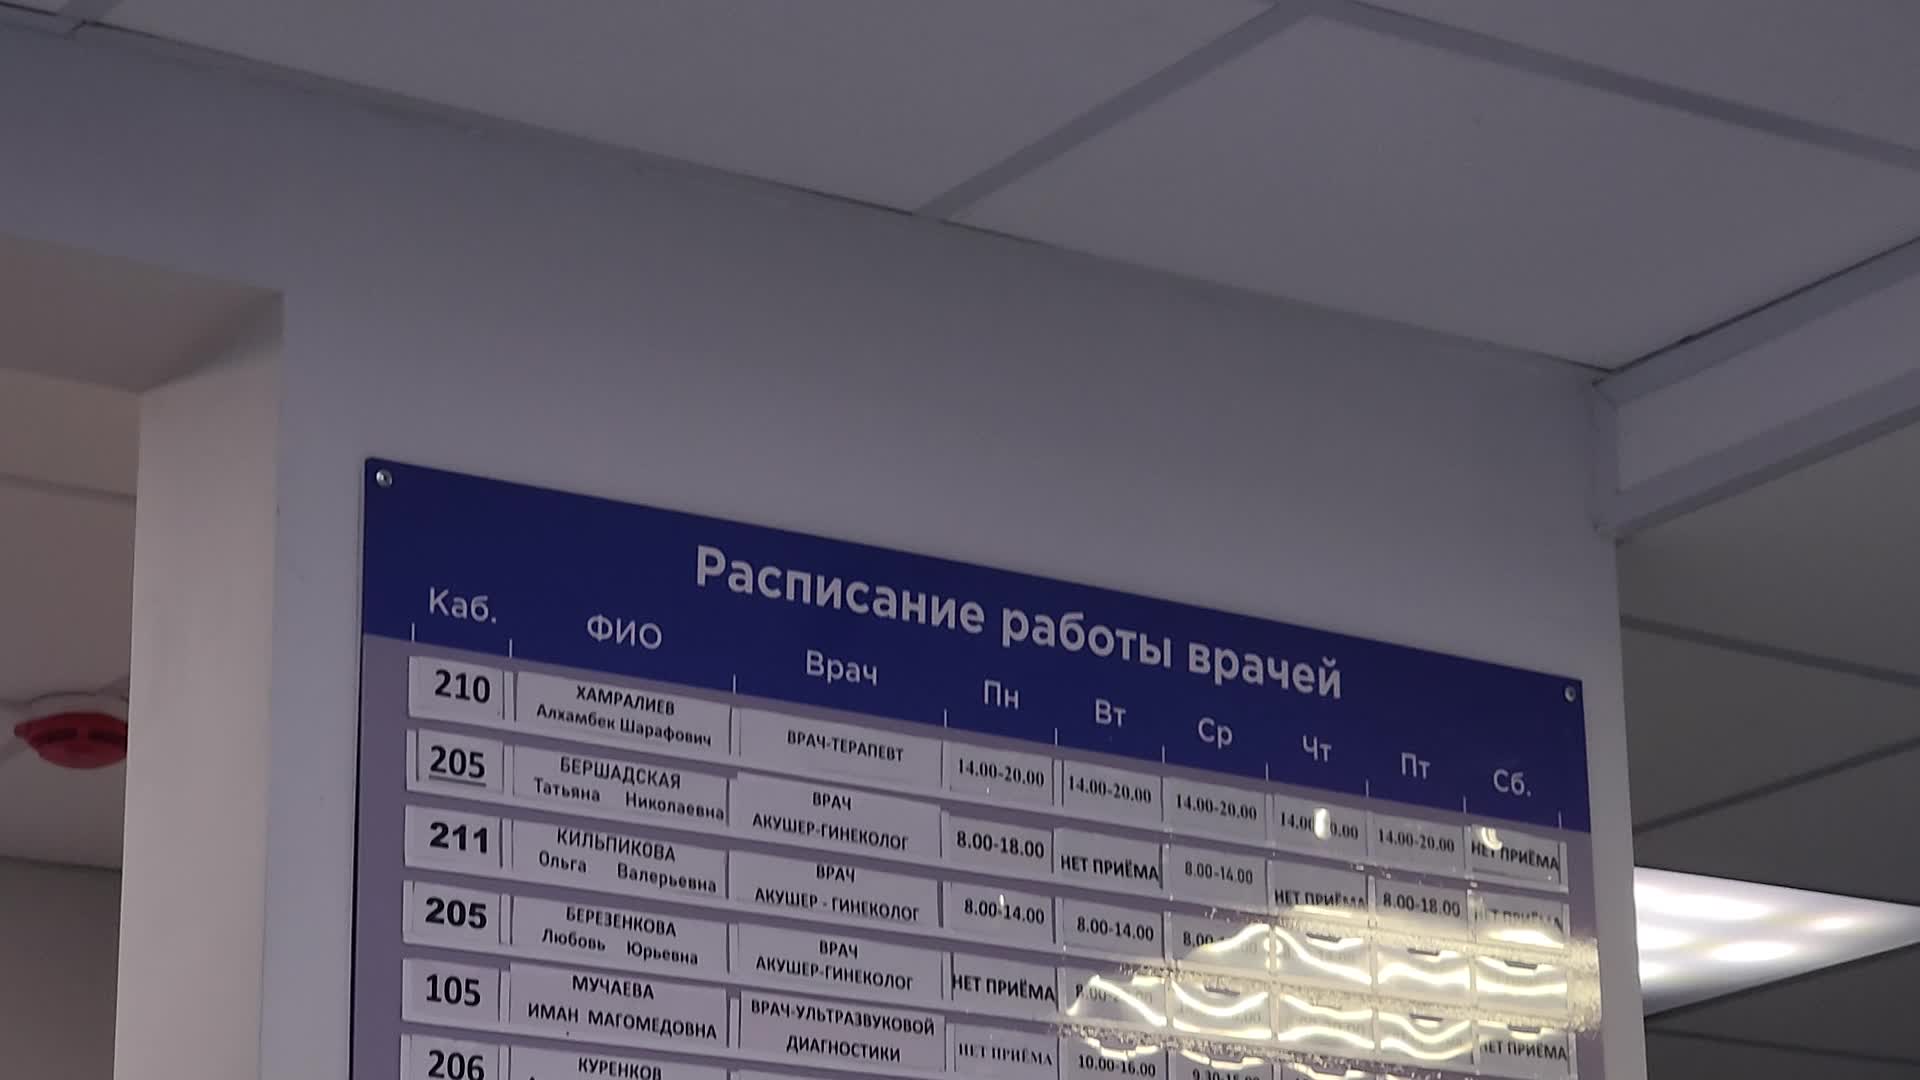 Расписание работы врачей
Каб. ФИО Врач Пн Вт Ср Чт Пт Сб.
210 ХАМРАЛИЕВ
Алхамбек Шарафович ВРАЧ-ТЕРАПЕВТ 14.00-20.00 14.00-20.00 14.00-20.00 14.00-20.00 НЕТ ПРИЁМА
205 БЕРШАДСКАЯ
Татьяна Николаевна ВРАЧ
АКУШЕР-ГИНЕКОЛОГ 8.00-18.00 НЕТ ПРИЁМА 8.00-14.00 НЕТ ПРИЁМА 8.00-18.00
211 КИЛЬПИКОВА
Ольга Валерьевна ВРАЧ
АКУШЕР - ГИНЕКОЛОГ 8.00-14.00 8.00-14.00
205 БЕРЕЗЕНКОВА
Любовь Юрьевна ВРАЧ
АКУШЕР-ГИНЕКОЛОГ НЕТ ПРИЁМА
105 МУЧАЕВА
ИМАН МАГОМЕДОВНА ВРАЧ-УЛЬТРАЗВУКОВОЙ
ДИАГНОСТИКИ НЕТ ПРИЁМА 10.00-16.00 НЕТ ПРИЁМА
206 КУРЕНКОВ